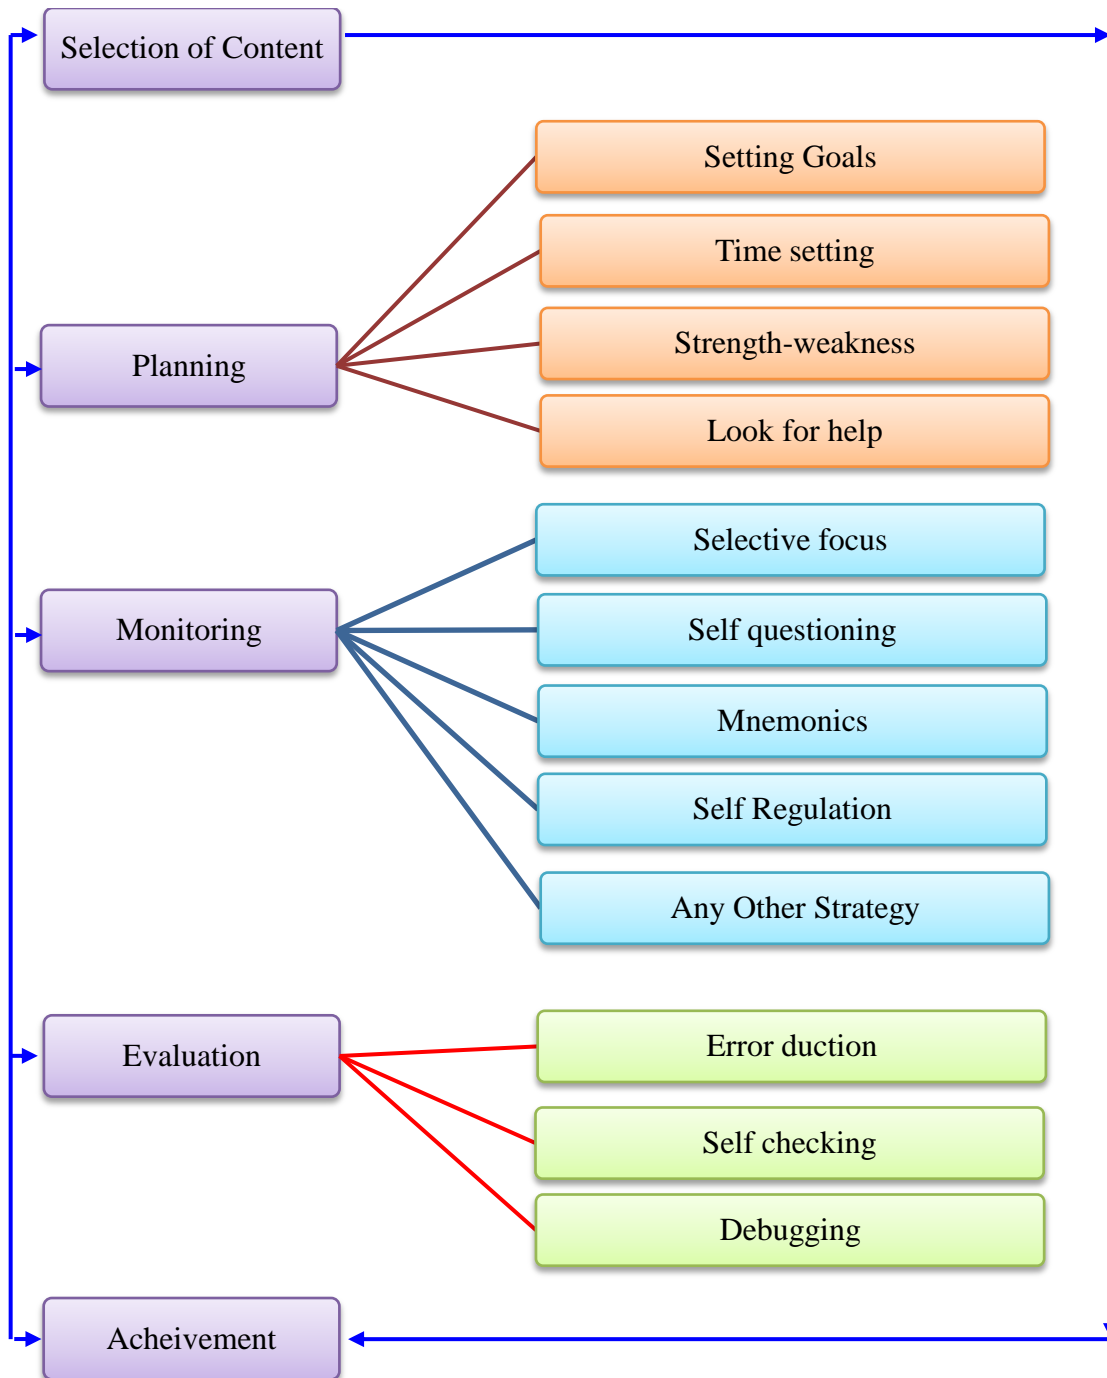 Selection of Content
Setting Goals
Time setting
Strength-weakness
Planning
Look for help
Selective focus
Self questioning
Monitoring
Mnemonics
Self Regulation
Any Other Strategy
Error duction
Evaluation
Self checking
Debugging
Acheivement